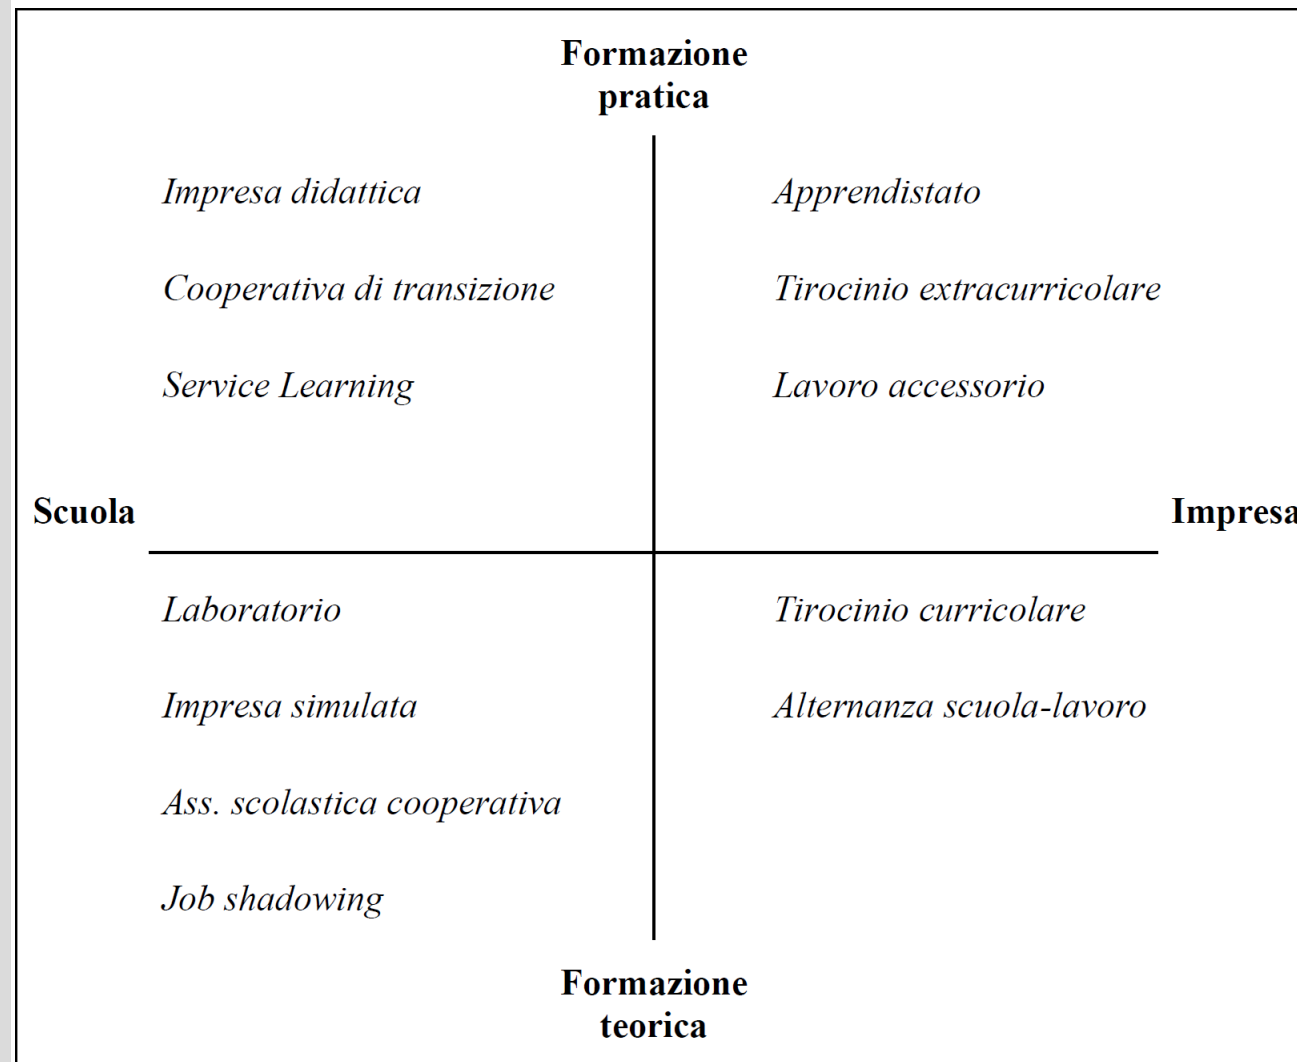 Formazione
pratica
Impresa didattica
Apprendistato
Cooperativa di transizione
Tirocinio extracurricolare
Service Learning
Lavoro accessorio
Scuola
Impresa
Laboratorio
Tirocinio curricolare
Impresa simulata
Alternanza scuola-lavoro
Ass. scolastica cooperativa
Job shadowing
Formazione
teorica